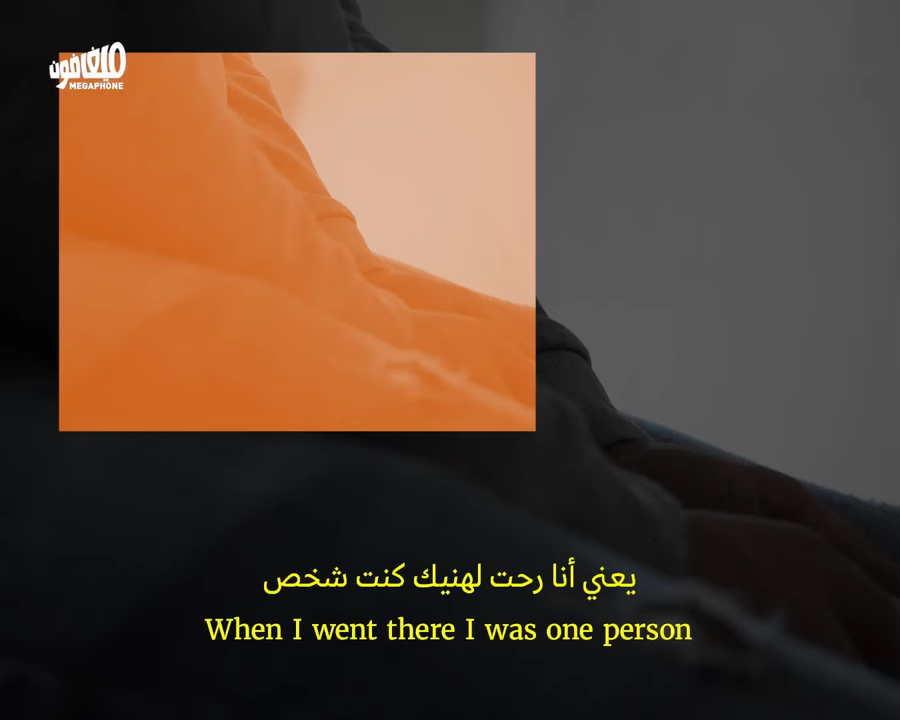 ميغافون
MEGAPHONE
يعني أنا رحت لهنيك كنت شخص
When I went there I was one person